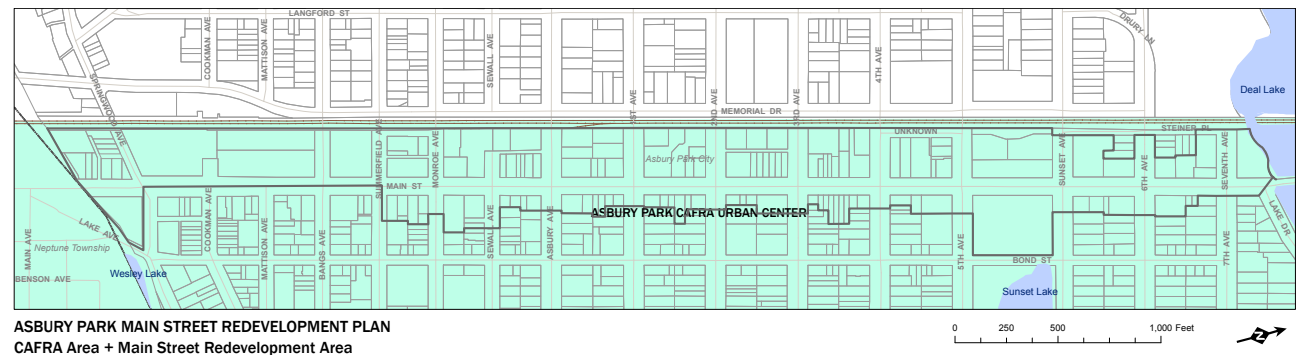 LANGFORD ST
DRURY LN
COOKMAN AVE
MATTISON AVE
SEWALL AVE
4TH AVE
SPRINGWOOD AVE
Deal Lake
1ST AVE
2ND AVE
3RD AVE
MEMORIAL DR
UNKNOWN
STEINER PL
SUMMERFIELD AVE
MONROE AVE
Asbury Park City
SUNSET AVE
6TH AVE
SEVENTH AVE
MAIN ST
ASBURY PARK CAFRA URBAN CENTER
MAIN AVE
LAKE AVE
Neptune Township
COOKMAN AVE
MATTISON AVE
BANGS AVE
SEWALL AVE
ASBURY AVE
5TH AVE
7TH AVE
LAKE DR
BOND ST
Wesley Lake
BENSON AVE
Sunset Lake
ASBURY PARK MAIN STREET REDEVELOPMENT PLAN
CAFRA Area + Main Street Redevelopment Area
0 250 500 1,000 Feet
N